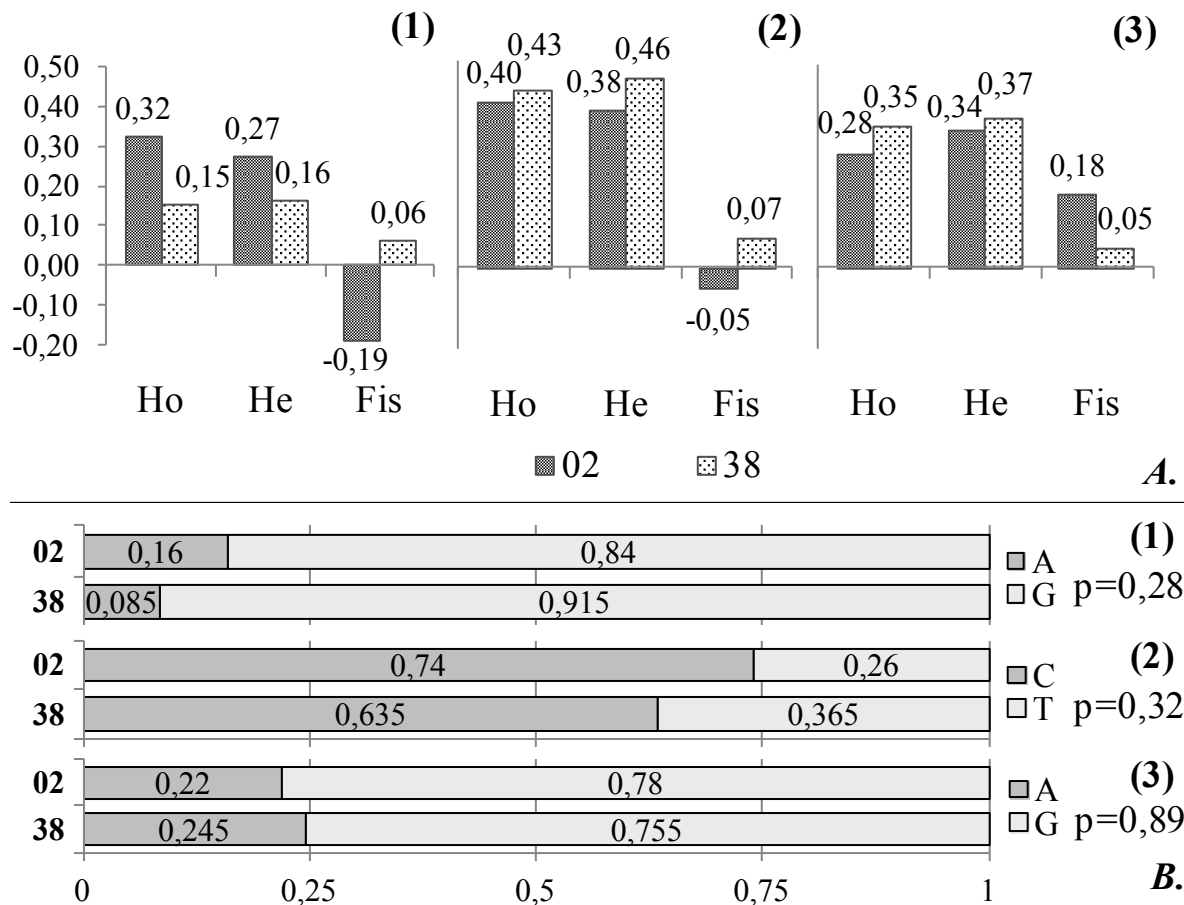 (1) (2) (3)
0,50
0,40
0,30
0,20
0,10
0,00
-0,10
-0,20
0,32 0,15 0,27 0,16 -0,19 0,06
0,40 0,43 0,38 0,46 -0,05 0,07
0,28 0,35 0,34 0,37 0,18 0,05
Ho He Fis Ho He Fis Ho He Fis
02 38
A.
02 0,16 0,84
38 0,085 0,915
A
G
(1)
p=0,28
02 0,74 0,26
38 0,635 0,365
C
T
(2)
p=0,32
02 0,22 0,78
38 0,245 0,755
A
G
(3)
p=0,89
0 0,25 0,5 0,75 1
B.